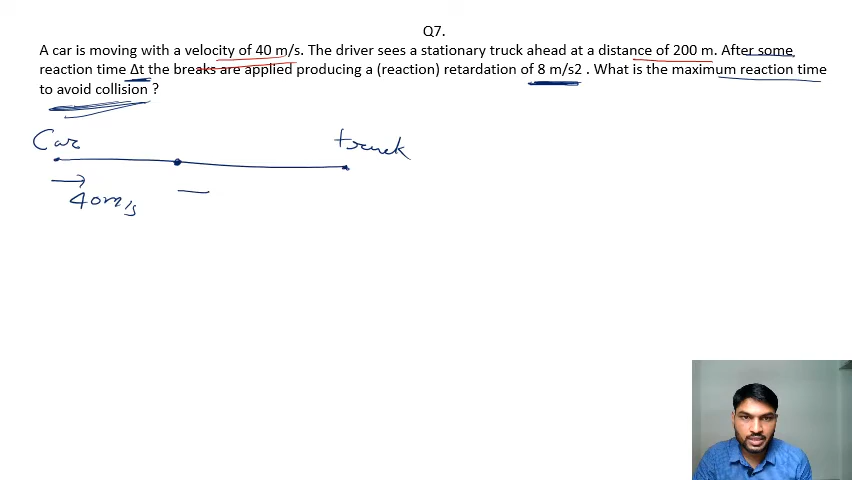 Q7.
A car is moving with a velocity of 40 m/s. The driver sees a stationary truck ahead at a distance of 200 m. After some
reaction time Δt the breaks are applied producing a (reaction) retardation of 8 m/s2 . What is the maximum reaction time
to avoid collision ?
Car truck
40m/s